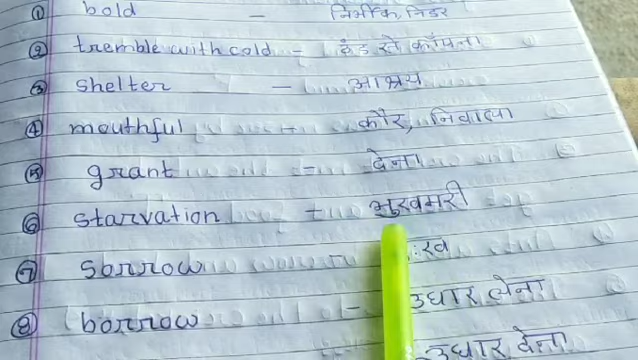 ① bold - निर्भीक, निडर
② tremble with cold - ठंड से काँपना
③ shelter - आश्रय
④ mouthful - कौर, निवाला
⑤ grant - देना
⑥ starvation - भुखमरी
⑦ sorrow :ख
⑧ borrow - उधार लेना
उधार देना